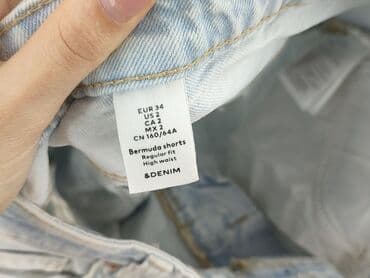 EUR 34
US 2
CA 2
MX 2
CN 160/64A
Bermuda shorts
Regular fit
High waist
&DENIM